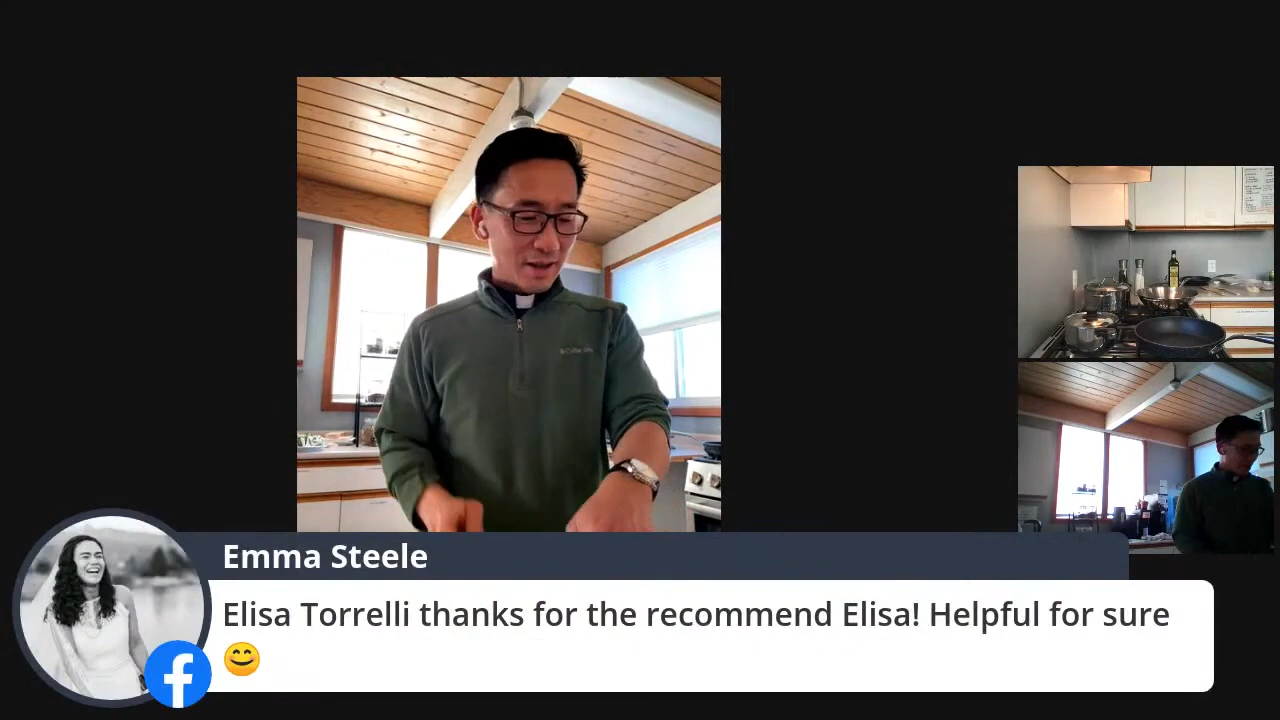 Emma Steele
Elisa Torrelli thanks for the recommend Elisa! Helpful for sure
😊